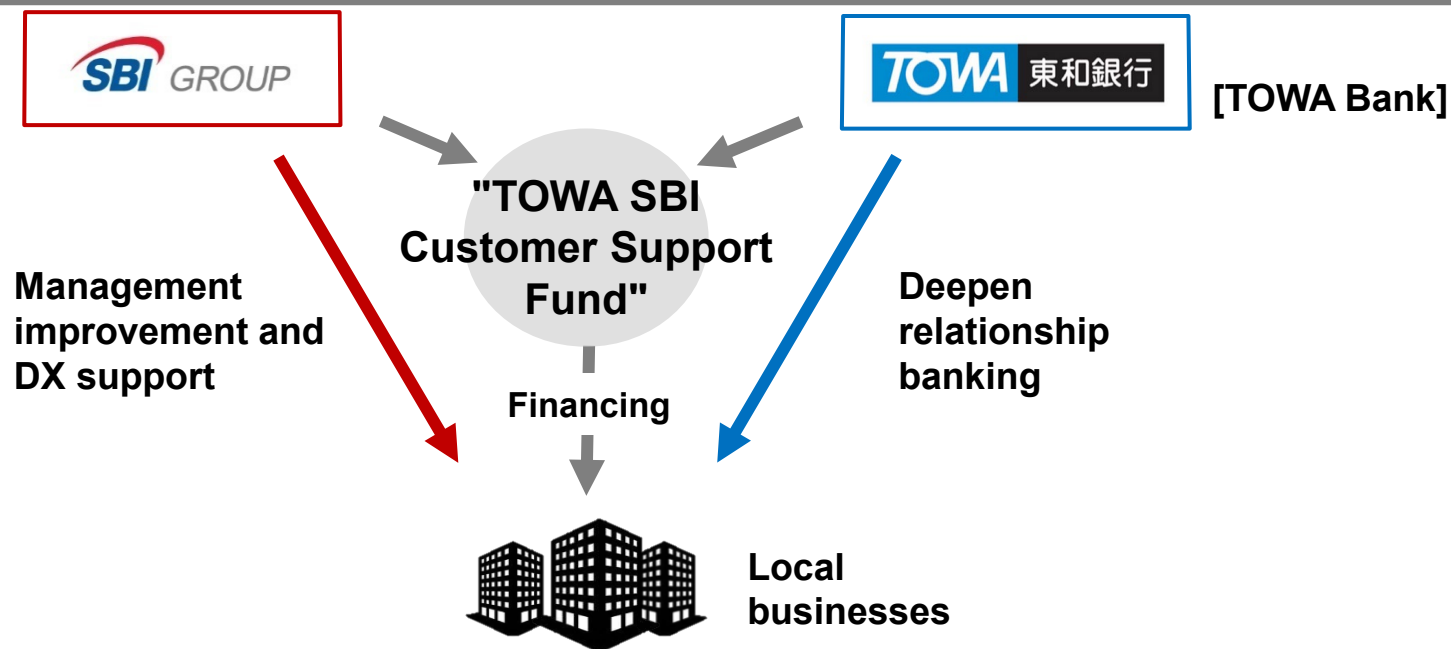 SBI GROUP
TOWA 東和銀行
[TOWA Bank]
"TOWA SBI
Customer Support
Fund"
Management
improvement and
DX support
Deepen
relationship
banking
Financing
Local
businesses